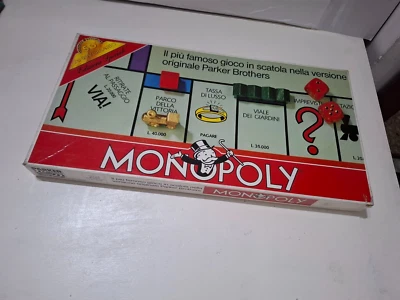 Il più famoso gioco in scatola nella versione
originale Parker Brothers
RITIRATE
AL PASSAGGIO
VIA!
PARCO
DELLA
VITTORIA
L. 40.000
TASSA
DI LUSSO
PAGARE
VIALE
DEI GIARDINI
L. 35.000
IMPREVISTI
?
MONOPOLY
MONOPOLY